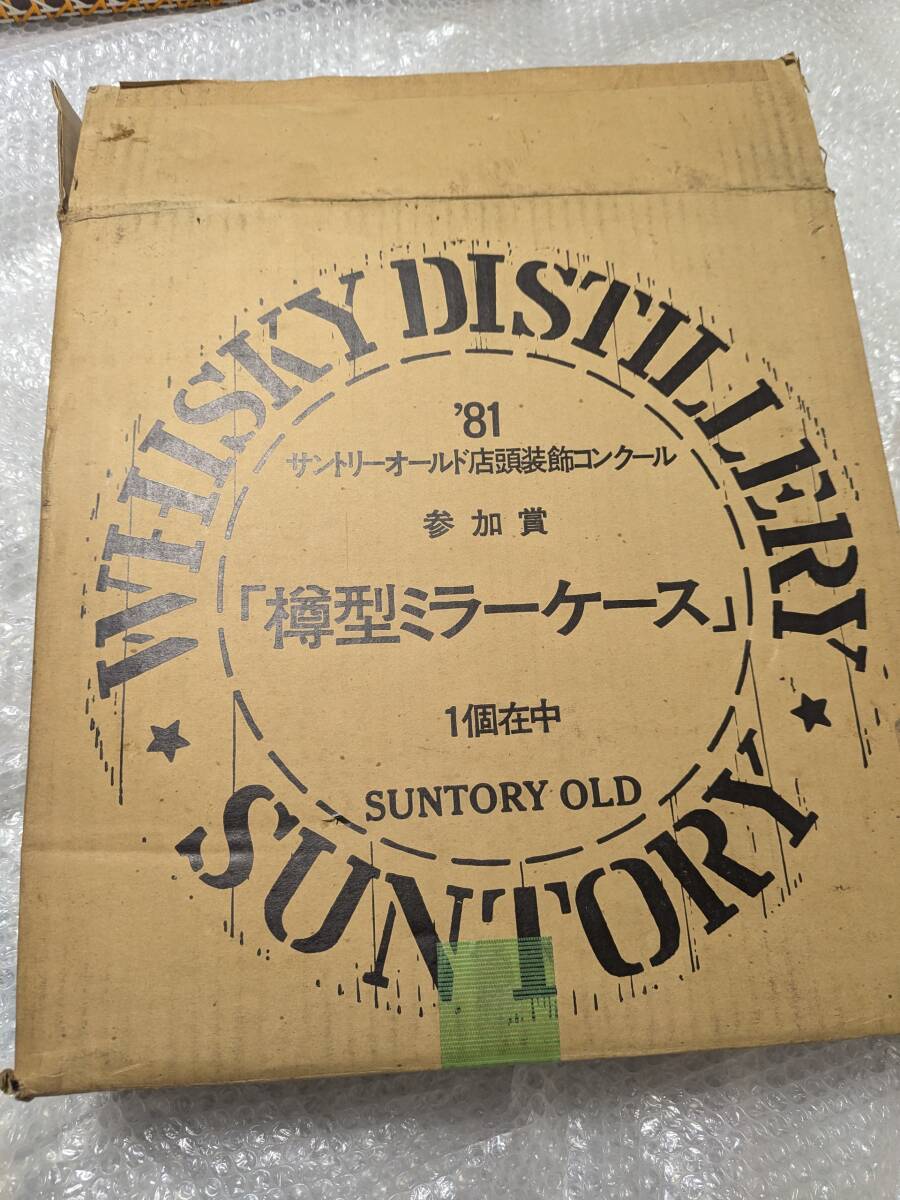 WHISKY DISTILLERY
'81
サントリーオールド店頭装飾コンクール
参加賞
「樽型ミラーケース」
1個在中
SUNTORY OLD
SUNTORY